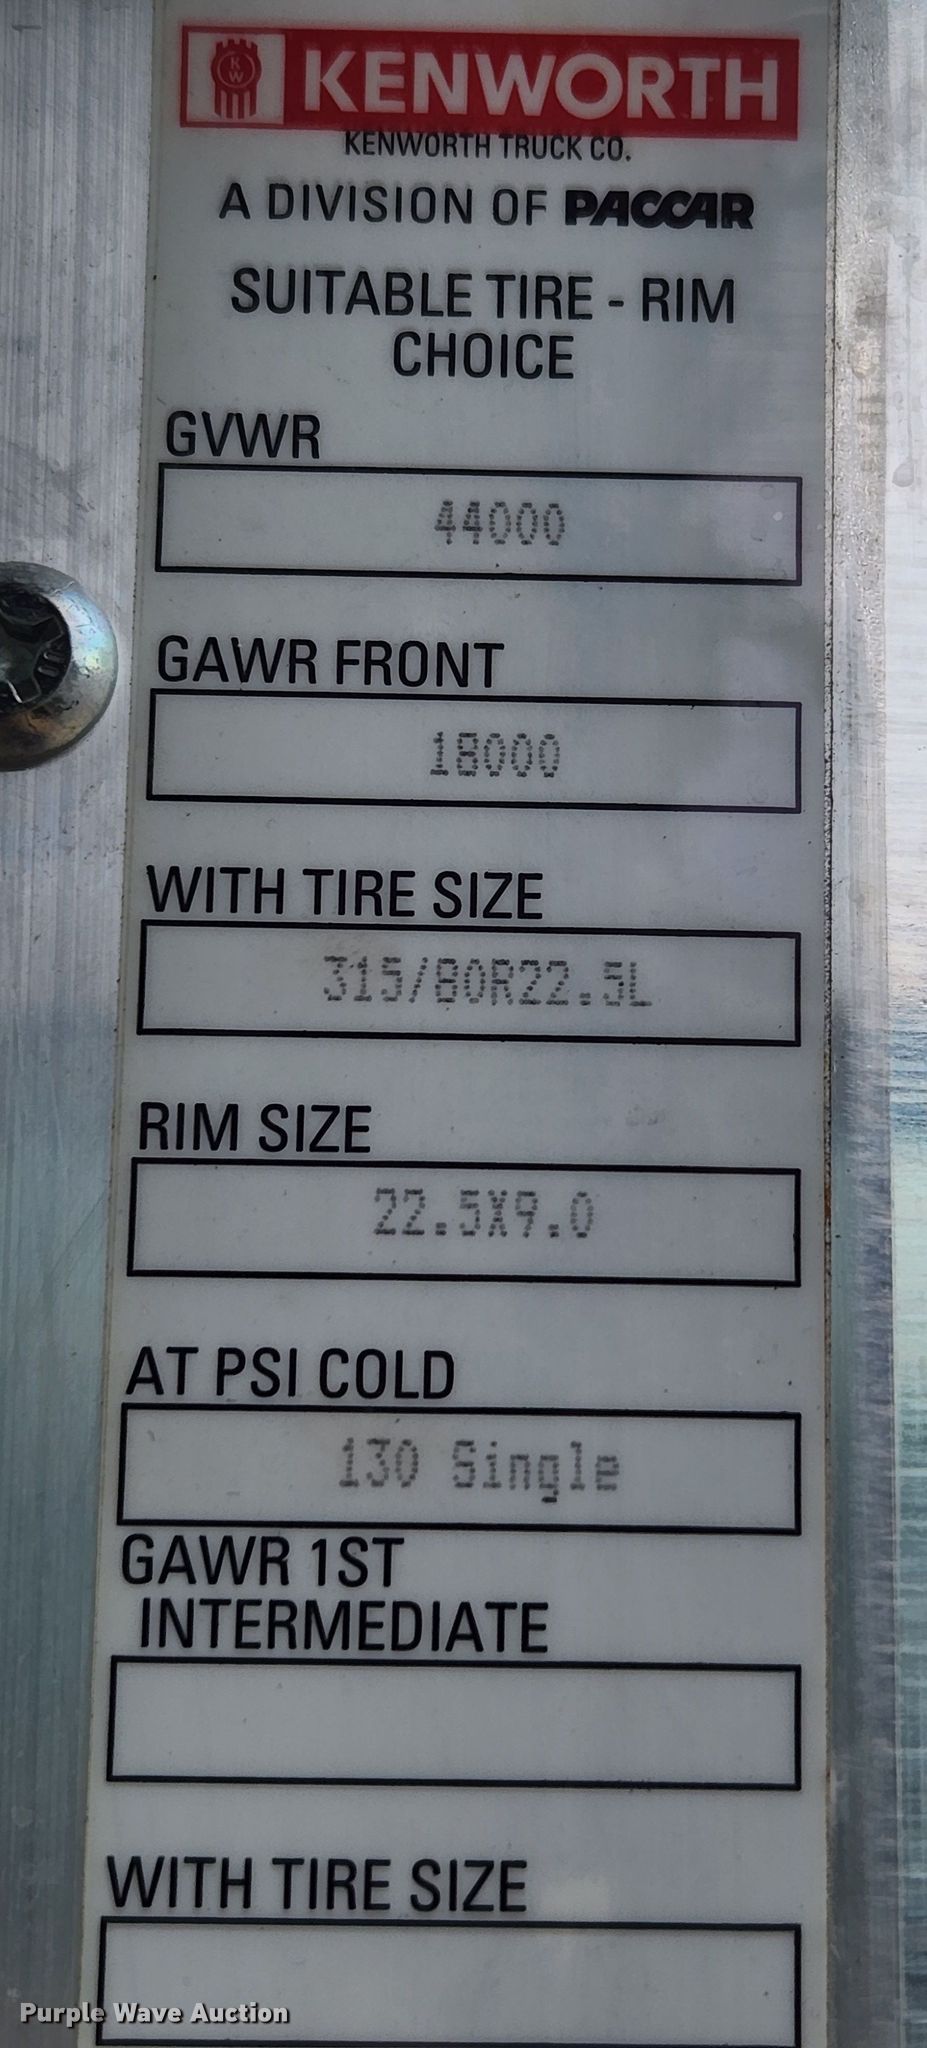 KW KENWORTH
KENWORTH TRUCK CO.
A DIVISION OF PACCAR
SUITABLE TIRE - RIM
CHOICE
GVWR
44000
GAWR FRONT
18000
WITH TIRE SIZE
315/80R22.5L
RIM SIZE
22.5X9.0
AT PSI COLD
130 Single
GAWR 1ST
INTERMEDIATE
WITH TIRE SIZE
Purple Wave Auction